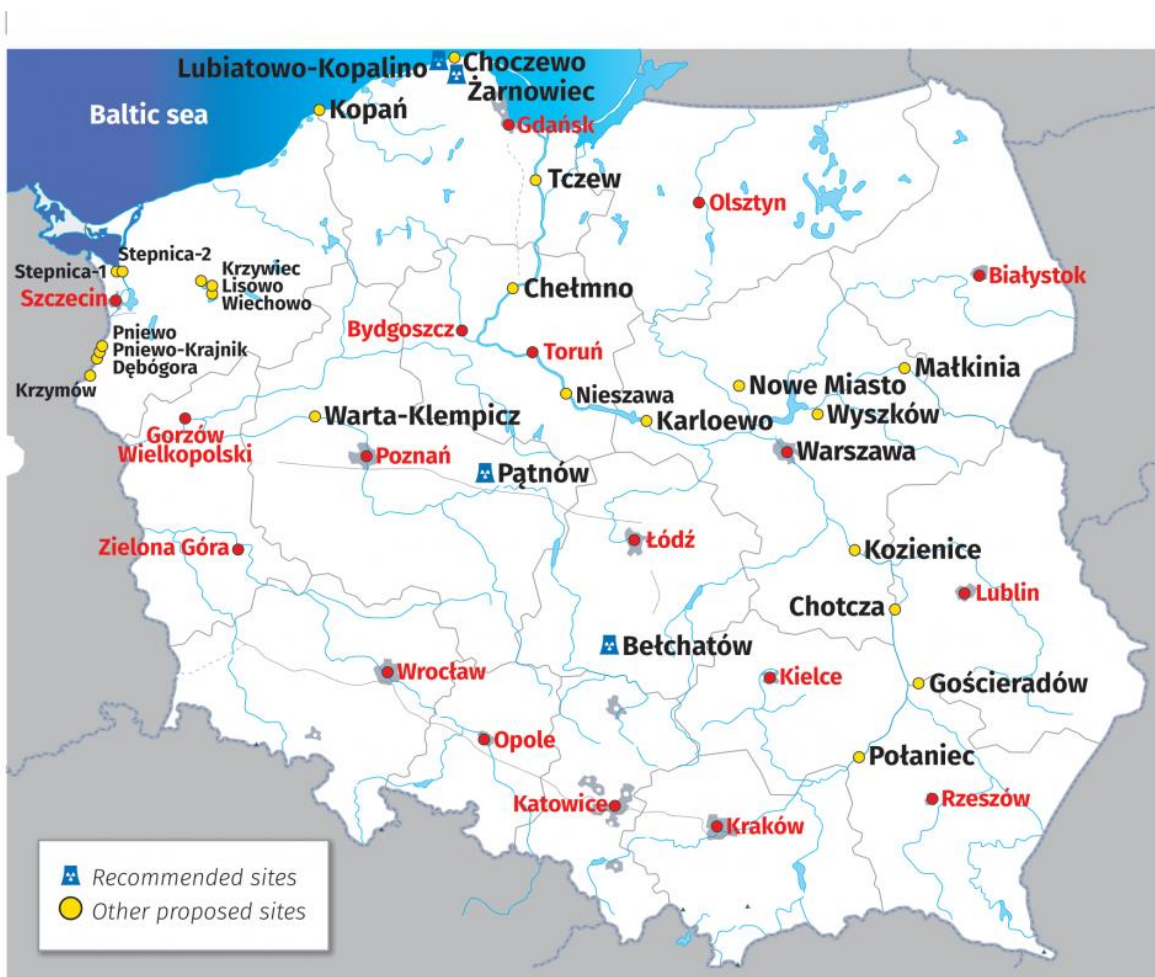 Lubiatowo-Kopalino
Choczewo
Żarnowiec
Baltic sea
Kopań
Gdańsk
Tczew
Olsztyn
Stepnica-2
Stepnica-1
Krzywiec
Lisowo
Wiechowo
Szczecin
Chełmno
Białystok
Bydgoszcz
Toruń
Pniewo
Pniewo-Krajnik
Dębógora
Krzymów
Małkinia
Nowe Miasto
Nieszawa
Wyszków
Warta-Klempicz
Karloewo
Gorzów
Wielkopolski
Poznań
Warszawa
Pątnów
Zielona Góra
Łódź
Kozienice
Lublin
Chotcza
Bełchatów
Wrocław
Kielce
Gościeradów
Opole
Połaniec
Katowice
Rzeszów
Kraków
Recommended sites
Other proposed sites